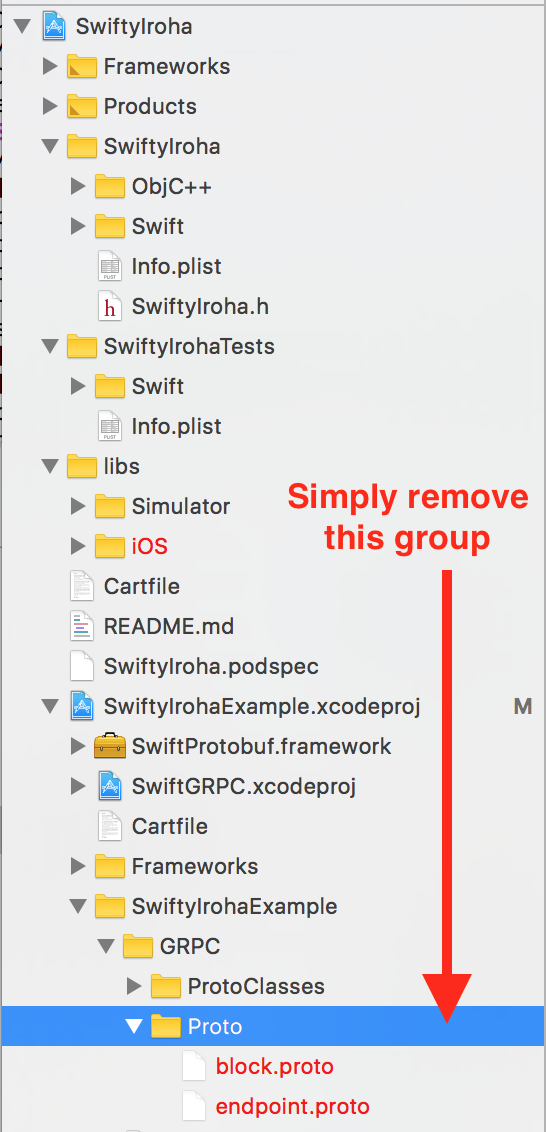 SwiftyIroha
Frameworks
Products
SwiftyIroha
ObjC++
Swift
Info.plist
SwiftyIroha.h
SwiftyIrohaTests
Swift
Info.plist
libs
Simulator
iOS
Simply remove
this group
Cartfile
README.md
SwiftyIroha.podspec
SwiftyIrohaExample.xcodeproj M
SwiftProtobuf.framework
SwiftGRPC.xcodeproj
Cartfile
Frameworks
SwiftyIrohaExample
GRPC
ProtoClasses
Proto
block.proto
endpoint.proto